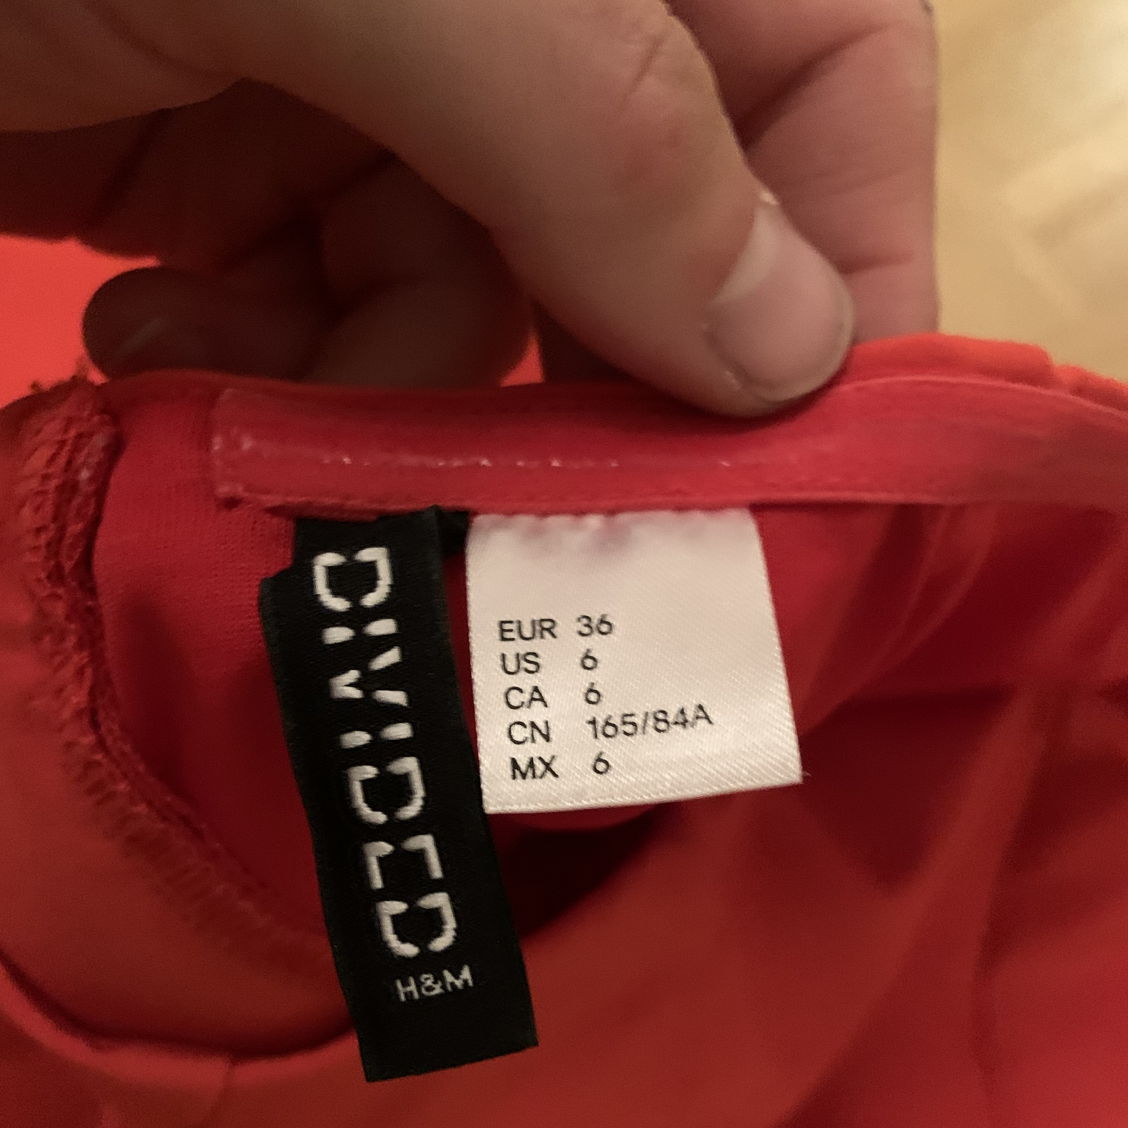 DIVIDED
H&M
EUR 36
US 6
CA 6
CN 165/84A
MX 6